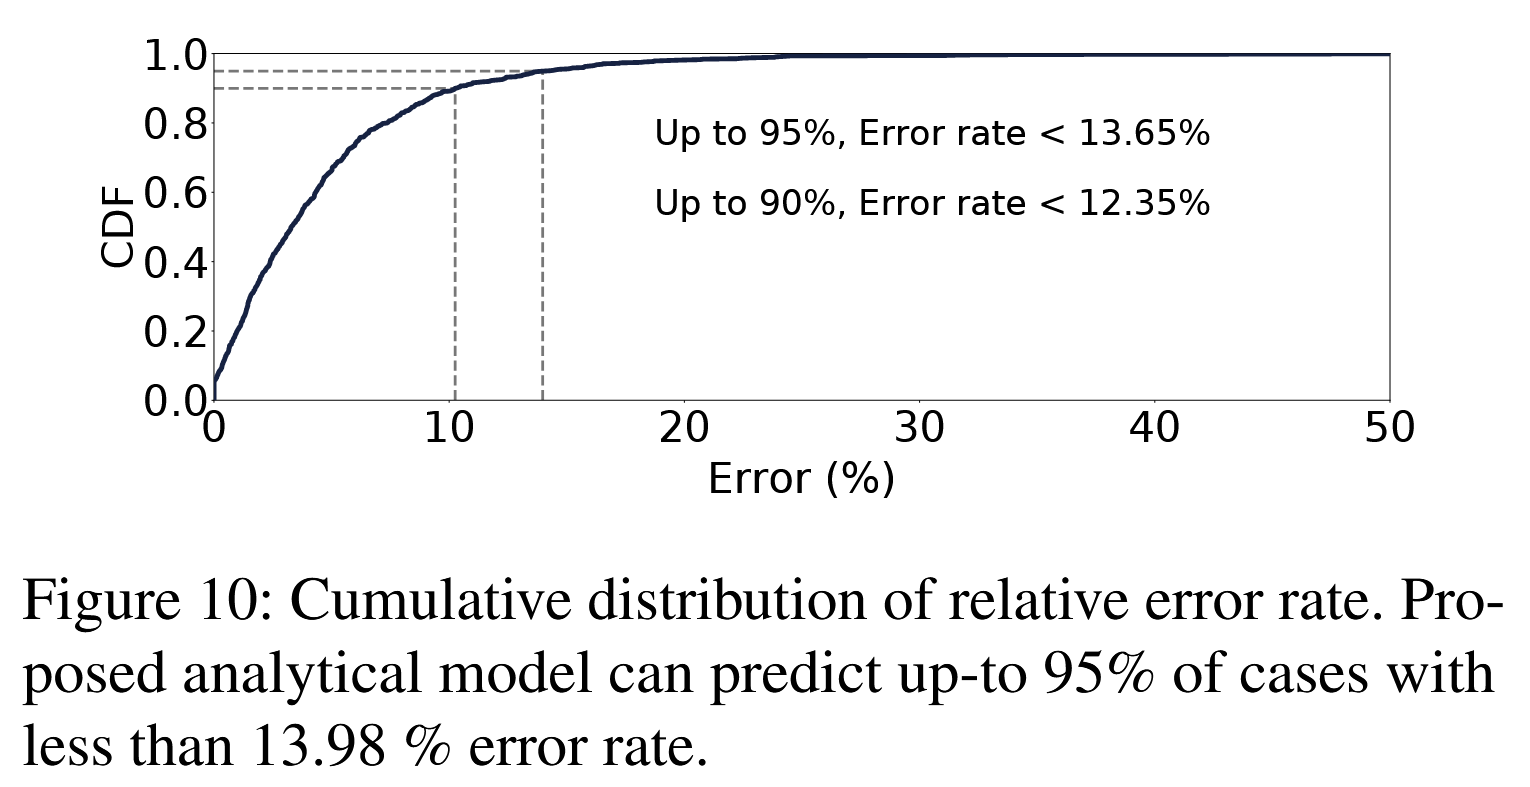 1.0
0.8
0.6
0.4
0.2
0.0
CDF
Up to 95%, Error rate < 13.65%
Up to 90%, Error rate < 12.35%
0 10 20 30 40 50
Error (%)
Figure 10: Cumulative distribution of relative error rate. Pro-
posed analytical model can predict up-to 95% of cases with
less than 13.98 % error rate.